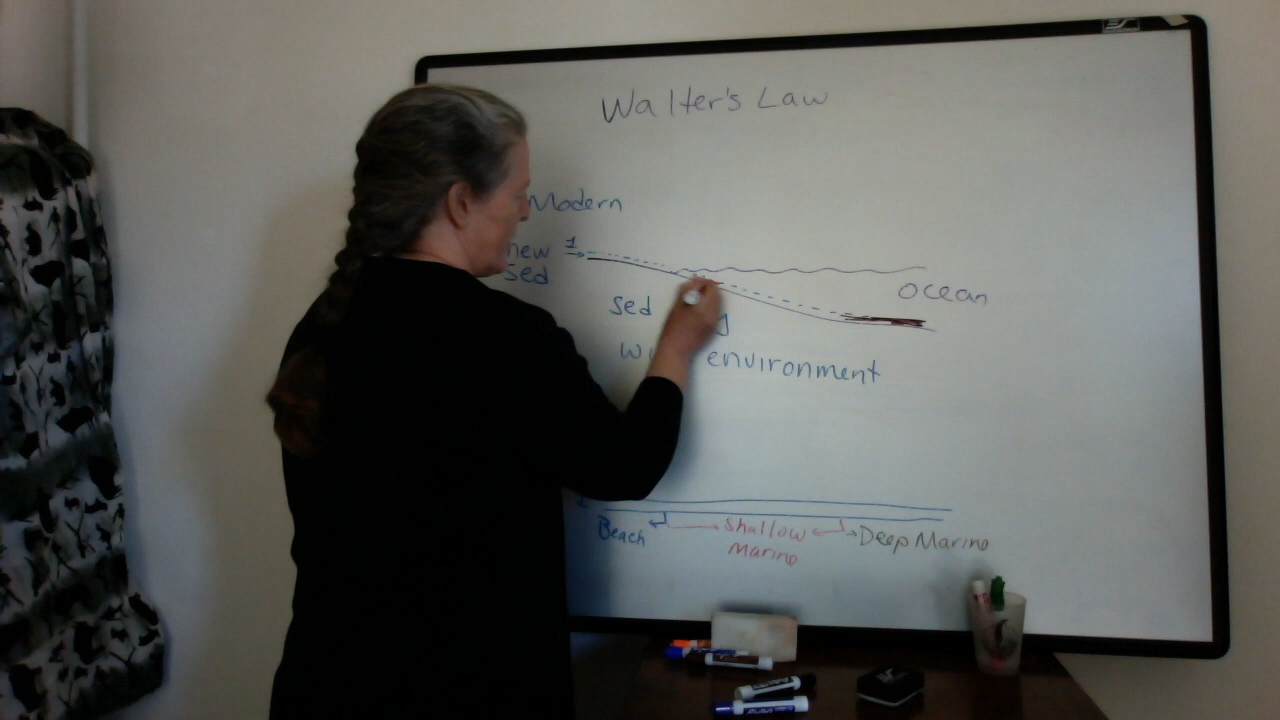 Walter's Law
Modern
new 1
sed
Ocean
sed
environment
Beach shallow Deep Marine
marine